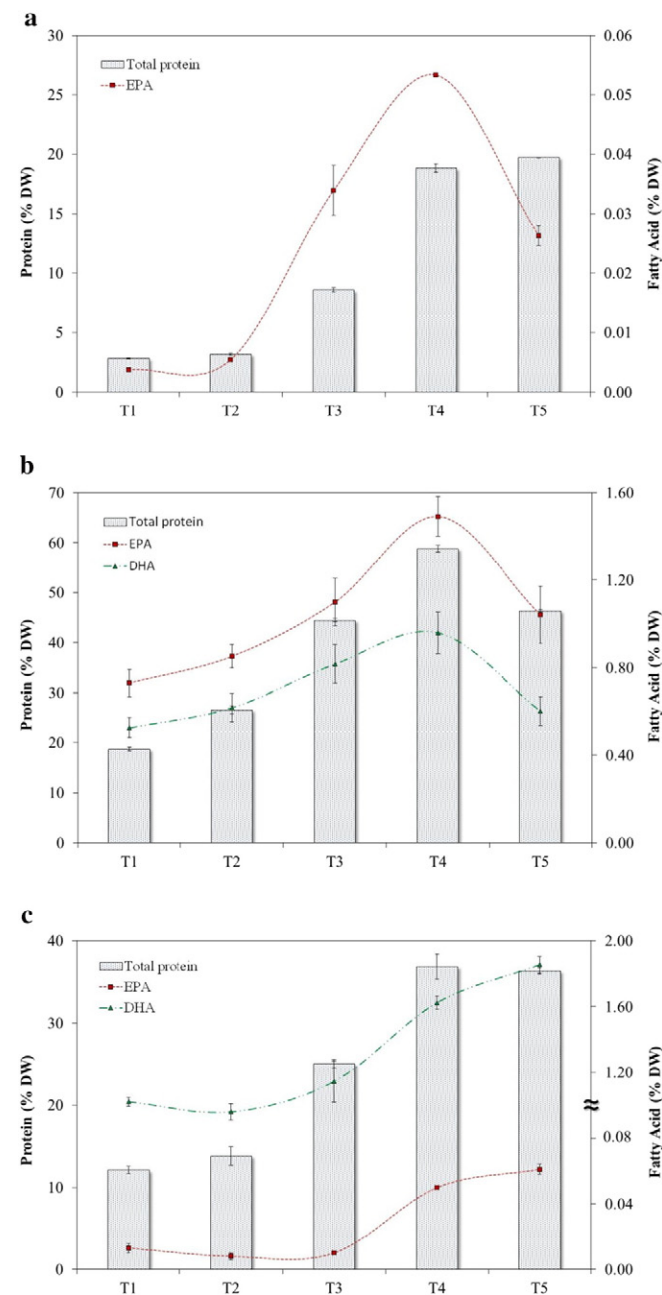 a
30
25
20
15
10
5
0
Protein (% DW)
Total protein
EPA
0.06
0.05
0.04
0.03
0.02
0.01
0.00
Fatty Acid (% DW)
T1 T2 T3 T4 T5
b
70
60
50
40
30
20
10
0
Protein (% DW)
Total protein
EPA
DHA
1.60
1.20
0.80
0.40
0.00
Fatty Acid (% DW)
T1 T2 T3 T4 T5
c
40
30
20
10
0
Protein (% DW)
Total protein
EPA
DHA
2.00
1.60
1.20
0.08
0.04
0.00
Fatty Acid (% DW)
T1 T2 T3 T4 T5